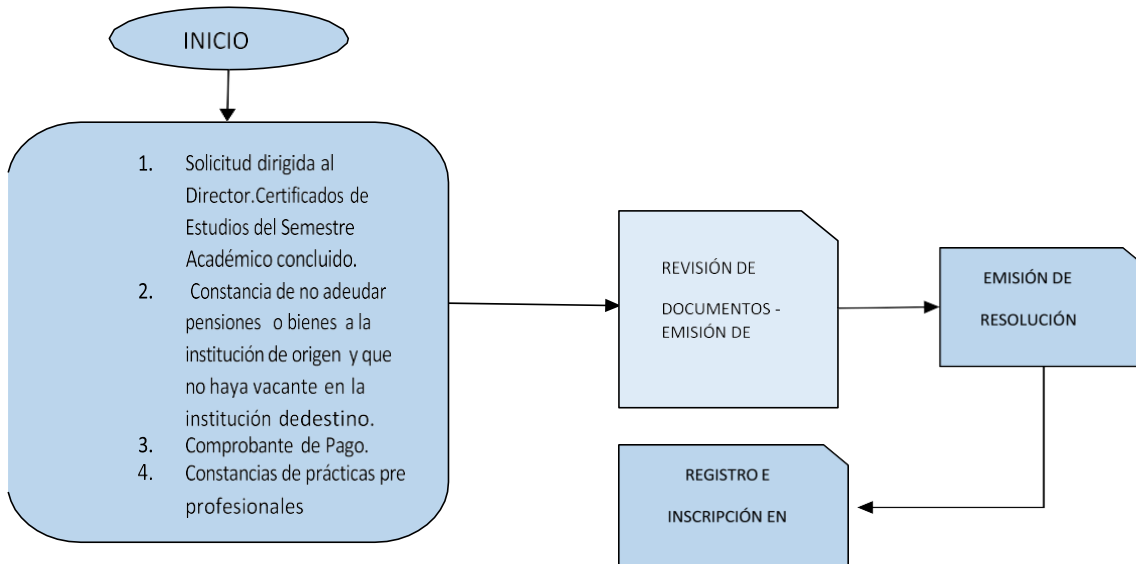 INICIO
1. Solicitud dirigida al
Director.Certificados de
Estudios del Semestre
Académico concluido.
2. Constancia de no adeudar
pensiones o bienes a la
institución de origen y que
no haya vacante en la
institución dedestino.
3. Comprobante de Pago.
4. Constancias de prácticas pre
profesionales
REVISIÓN DE
DOCUMENTOS -
EMISIÓN DE
EMISIÓN DE
RESOLUCIÓN
REGISTRO E
INSCRIPCIÓN EN